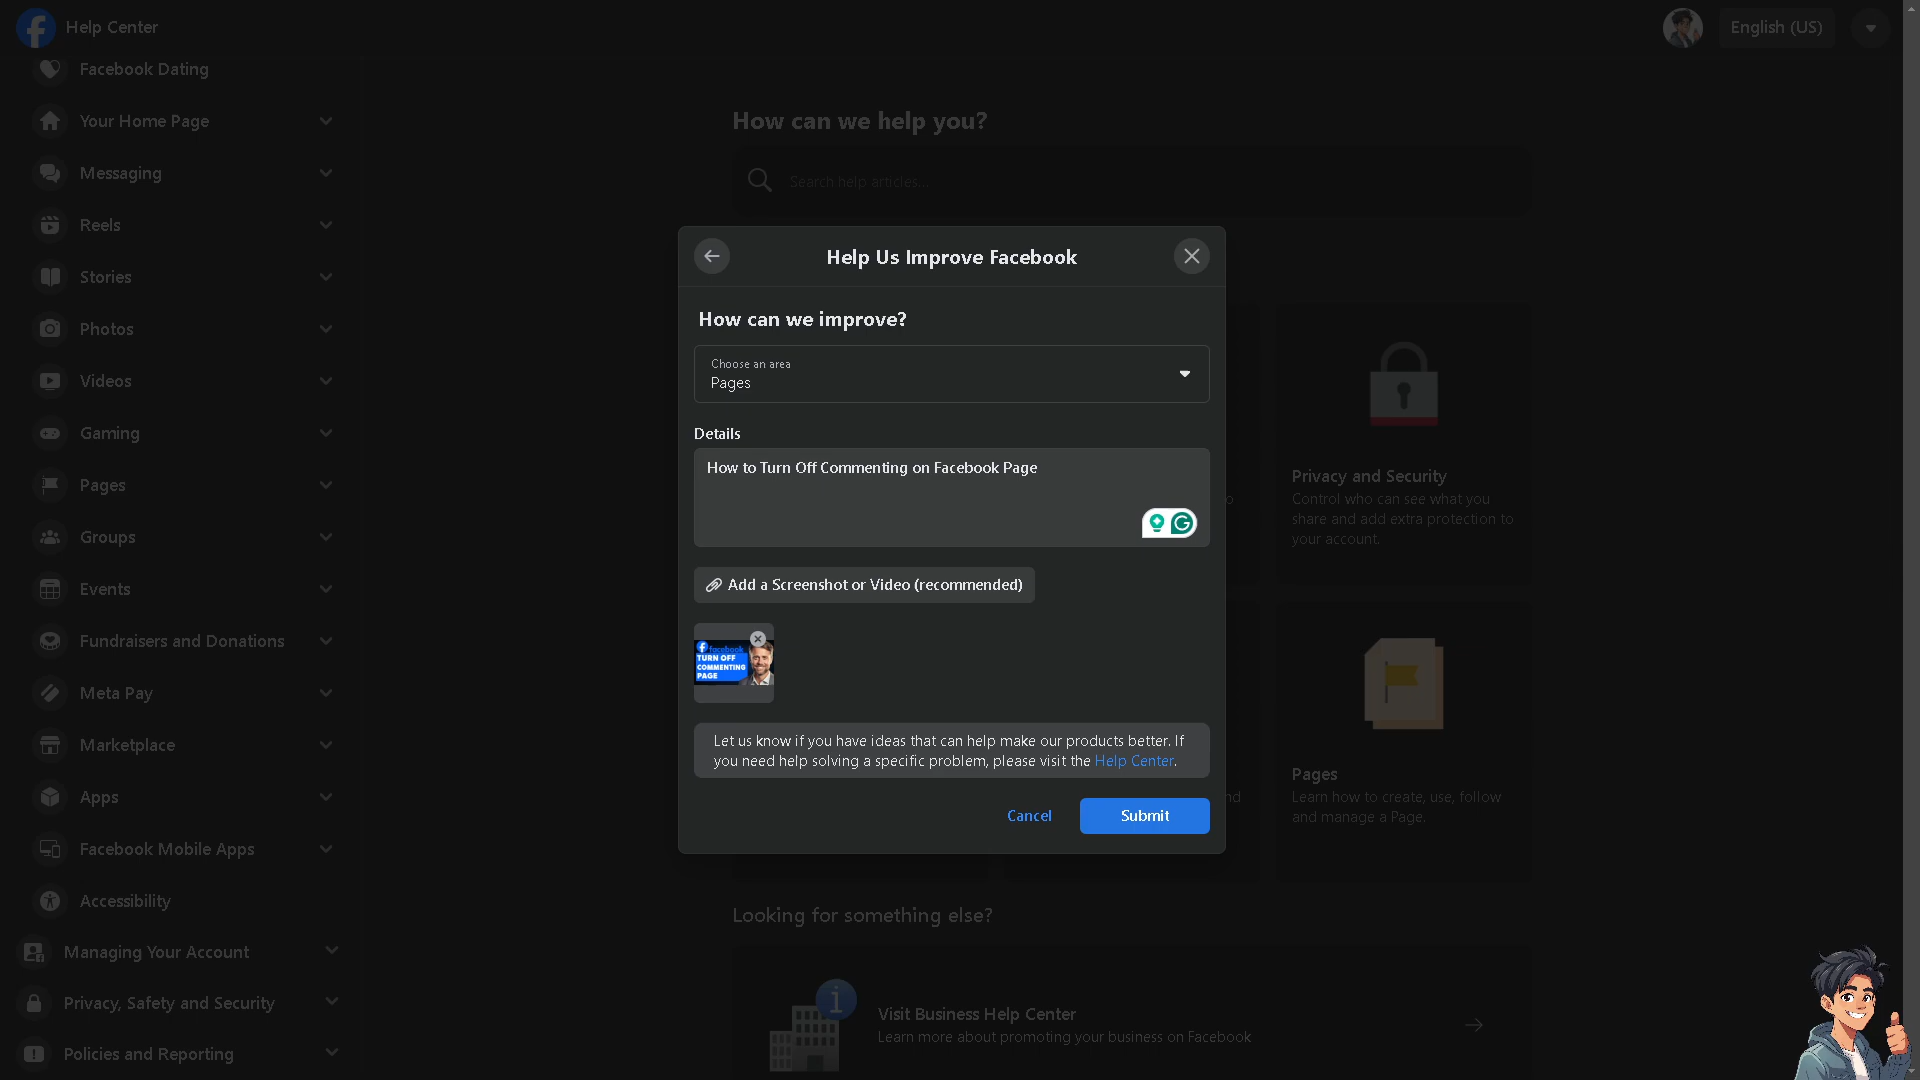 Help Center
English (US)
Facebook Dating
Your Home Page
Messaging
Reels
Stories
Photos
Videos
Gaming
Pages
Groups
Events
Fundraisers and Donations
Meta Pay
Marketplace
Apps
Facebook Mobile Apps
Accessibility
Managing Your Account
Privacy, Safety and Security
Policies and Reporting
How can we help you?
Search help articles...
Help Us Improve Facebook
How can we improve?
Choose an area
Pages
Details
How to Turn Off Commenting on Facebook Page
Add a Screenshot or Video (recommended)
facebook
TURN OFF
COMMENTING
PAGE
Let us know if you have ideas that can help make our products better. If
you need help solving a specific problem, please visit the Help Center.
Cancel
Submit
Privacy and Security
Control who can see what you
share and add extra protection to
your account.
Pages
Learn how to create, use, follow
and manage a Page.
Looking for something else?
Visit Business Help Center
Learn more about promoting your business on Facebook